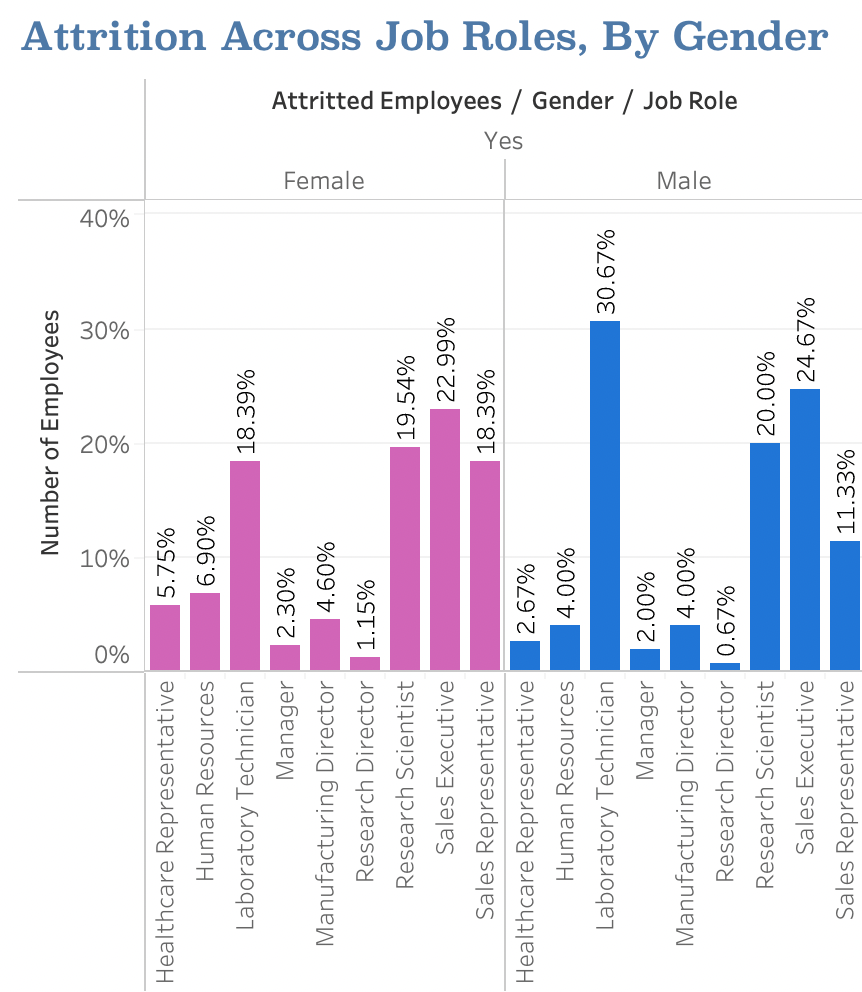 Attrition Across Job Roles, By Gender
Attritted Employees / Gender / Job Role
Yes
Female
Male
Number of Employees
40%
30%
20%
10%
0%
5.75%
6.90%
18.39%
2.30%
4.60%
1.15%
19.54%
22.99%
18.39%
2.67%
4.00%
30.67%
2.00%
4.00%
0.67%
20.00%
24.67%
11.33%
Healthcare Representative
Human Resources
Laboratory Technician
Manager
Manufacturing Director
Research Director
Research Scientist
Sales Executive
Sales Representative
Healthcare Representative
Human Resources
Laboratory Technician
Manager
Manufacturing Director
Research Director
Research Scientist
Sales Executive
Sales Representative